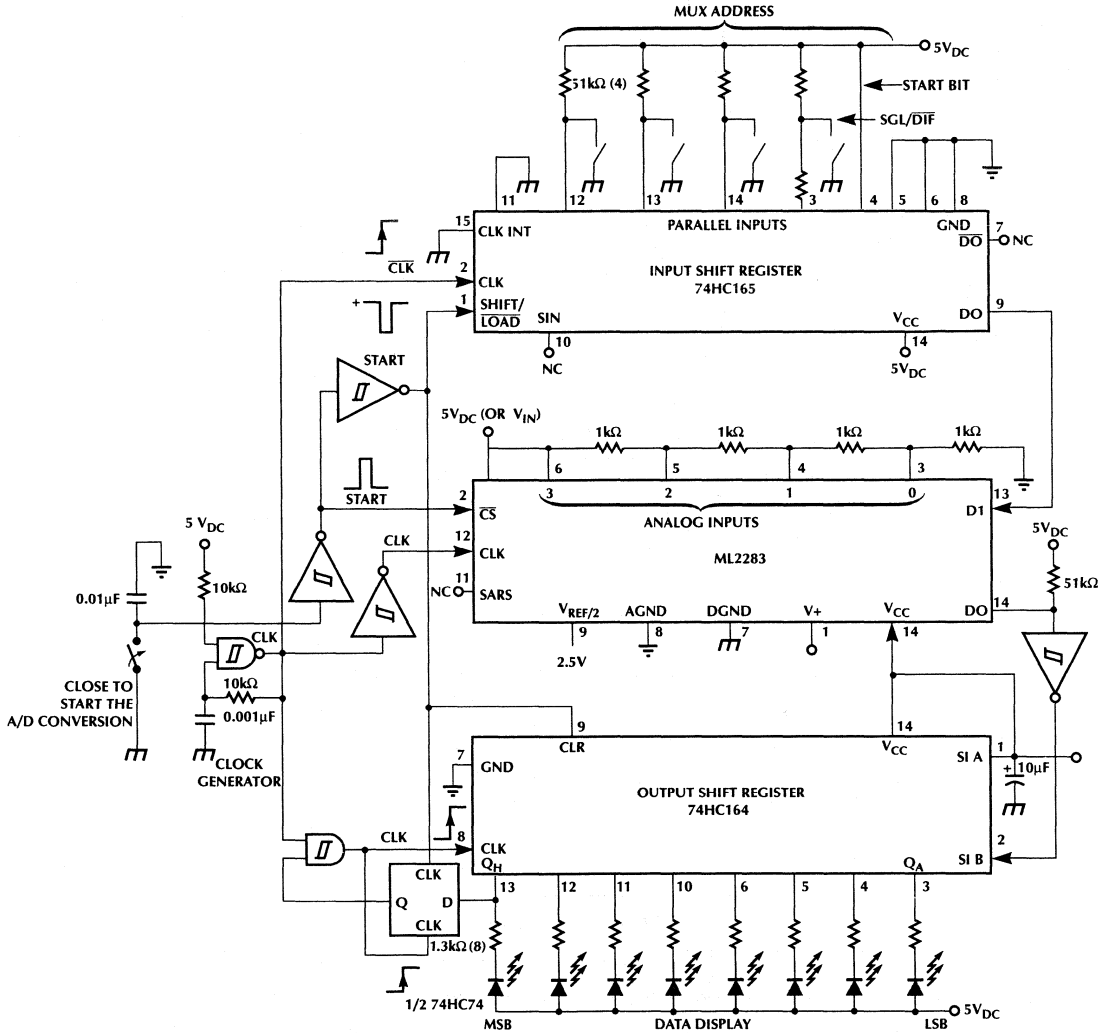 MUX ADDRESS
5VDC
51kΩ (4)
START BIT
SGL/DIF
11
12
13
14
3
4
5
6
8
15
CLK INT
PARALLEL INPUTS
GND
7
DO
NC
CLK
2
CLK
INPUT SHIFT REGISTER
74HC165
1
SHIFT/
LOAD
SIN
VCC
DO
9
+
10
NC
14
5VDC
START
5VDC (OR VIN)
1kΩ
1kΩ
1kΩ
1kΩ
6
5
4
3
START
2
CS
3
2
1
0
13
D1
ANALOG INPUTS
5 VDC
CLK
12
CLK
ML2283
5VDC
0.01µF
10kΩ
NC
11
SARS
51kΩ
VREF/2
AGND
DGND
V+
VCC
DO
14
9
8
7
1
14
2.5V
CLK
CLOSE TO
START THE
A/D CONVERSION
10kΩ
0.001µF
CLOCK
GENERATOR
9
CLR
14
VCC
7
GND
SI A
1
+
10µF
OUTPUT SHIFT REGISTER
74HC164
CLK
8
CLK
QH
QA
SI B
2
CLK
Q
D
CLK
13
12
11
10
6
5
4
3
1.3kΩ (8)
1/2 74HC74
5VDC
MSB
DATA DISPLAY
LSB